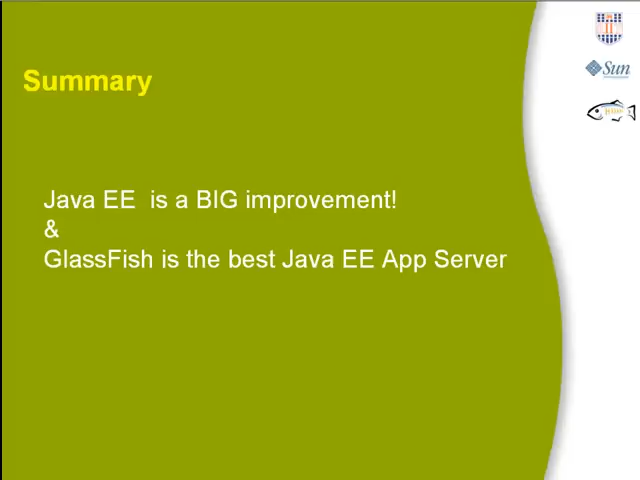 Sun
Summary
Java EE  is a BIG improvement!
&
GlassFish is the best Java EE App Server